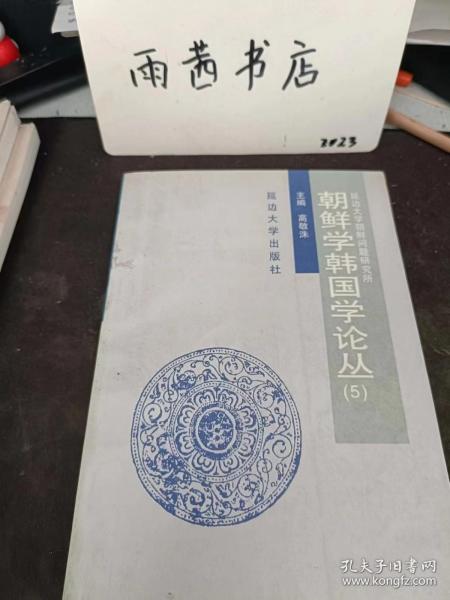 雨茜书店
2023
延边大学朝鲜问题研究所
朝鲜学韩国学论丛
(5)
主编 高敬洙
延边大学出版社
孔夫子旧书网
www.kongfz.com